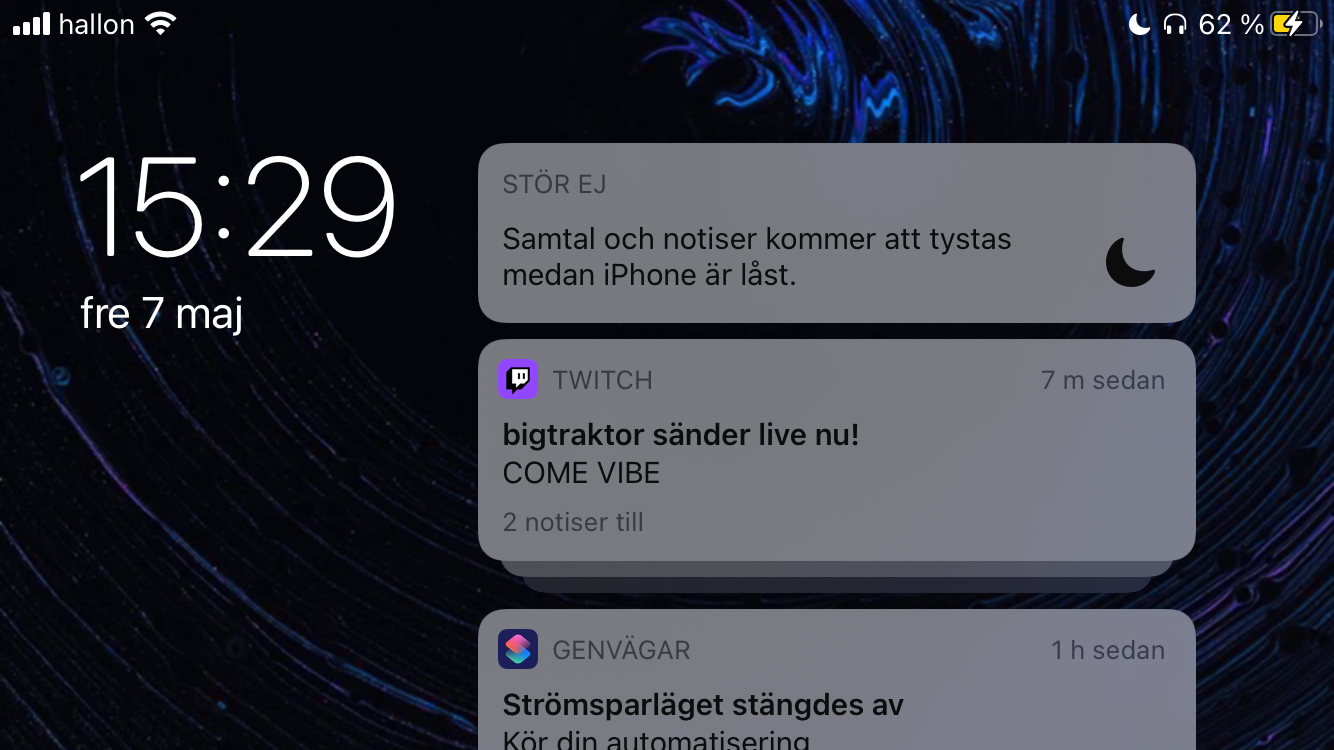 hallon
62 %
15:29
fre 7 maj
STÖR EJ
Samtal och notiser kommer att tystas
medan iPhone är låst.
TWITCH
7 m sedan
bigtraktor sänder live nu!
COME VIBE
2 notiser till
GENVÄGAR
1 h sedan
Strömsparläget stängdes av
Kör din automatisering